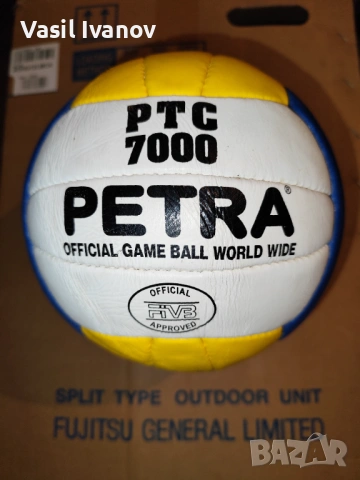 Vasil Ivanov
PTC
7000
PETRA®
OFFICIAL GAME BALL WORLD WIDE
OFFICIAL
FIVB
APPROVED
SPLIT TYPE OUTDOOR UNIT
FUJITSU GENERAL LIMITED
BAZAR
bg